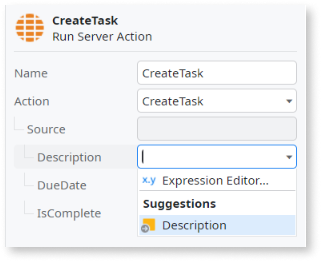 CreateTask
Run Server Action
Name CreateTask
Action CreateTask
Source
Description
x.y Expression Editor...
DueDate
Suggestions
IsComplete
Description